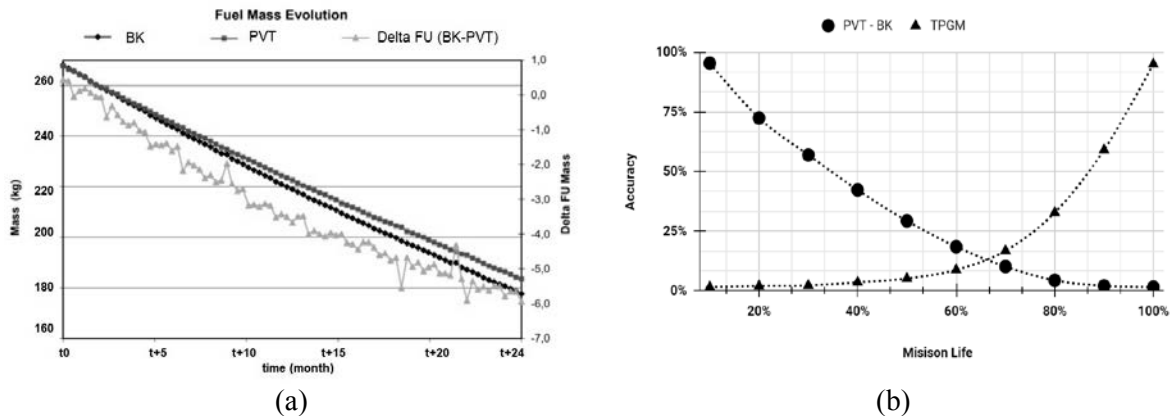 Fuel Mass Evolution
BK PVT Delta FU (BK-PVT)
Mass (kg)
260
240
220
200
180
160
1,0
0,0
-1,0
-2,0
-3,0
-4,0
-5,0
-6,0
-7,0
Delta FU Mass
t0 t+5 t+10 t+15 t+20 t+24
time (month)
(a)
PVT - BK TPGM
Accuracy
100%
75%
50%
25%
0%
20% 40% 60% 80% 100%
Misison Life
(b)